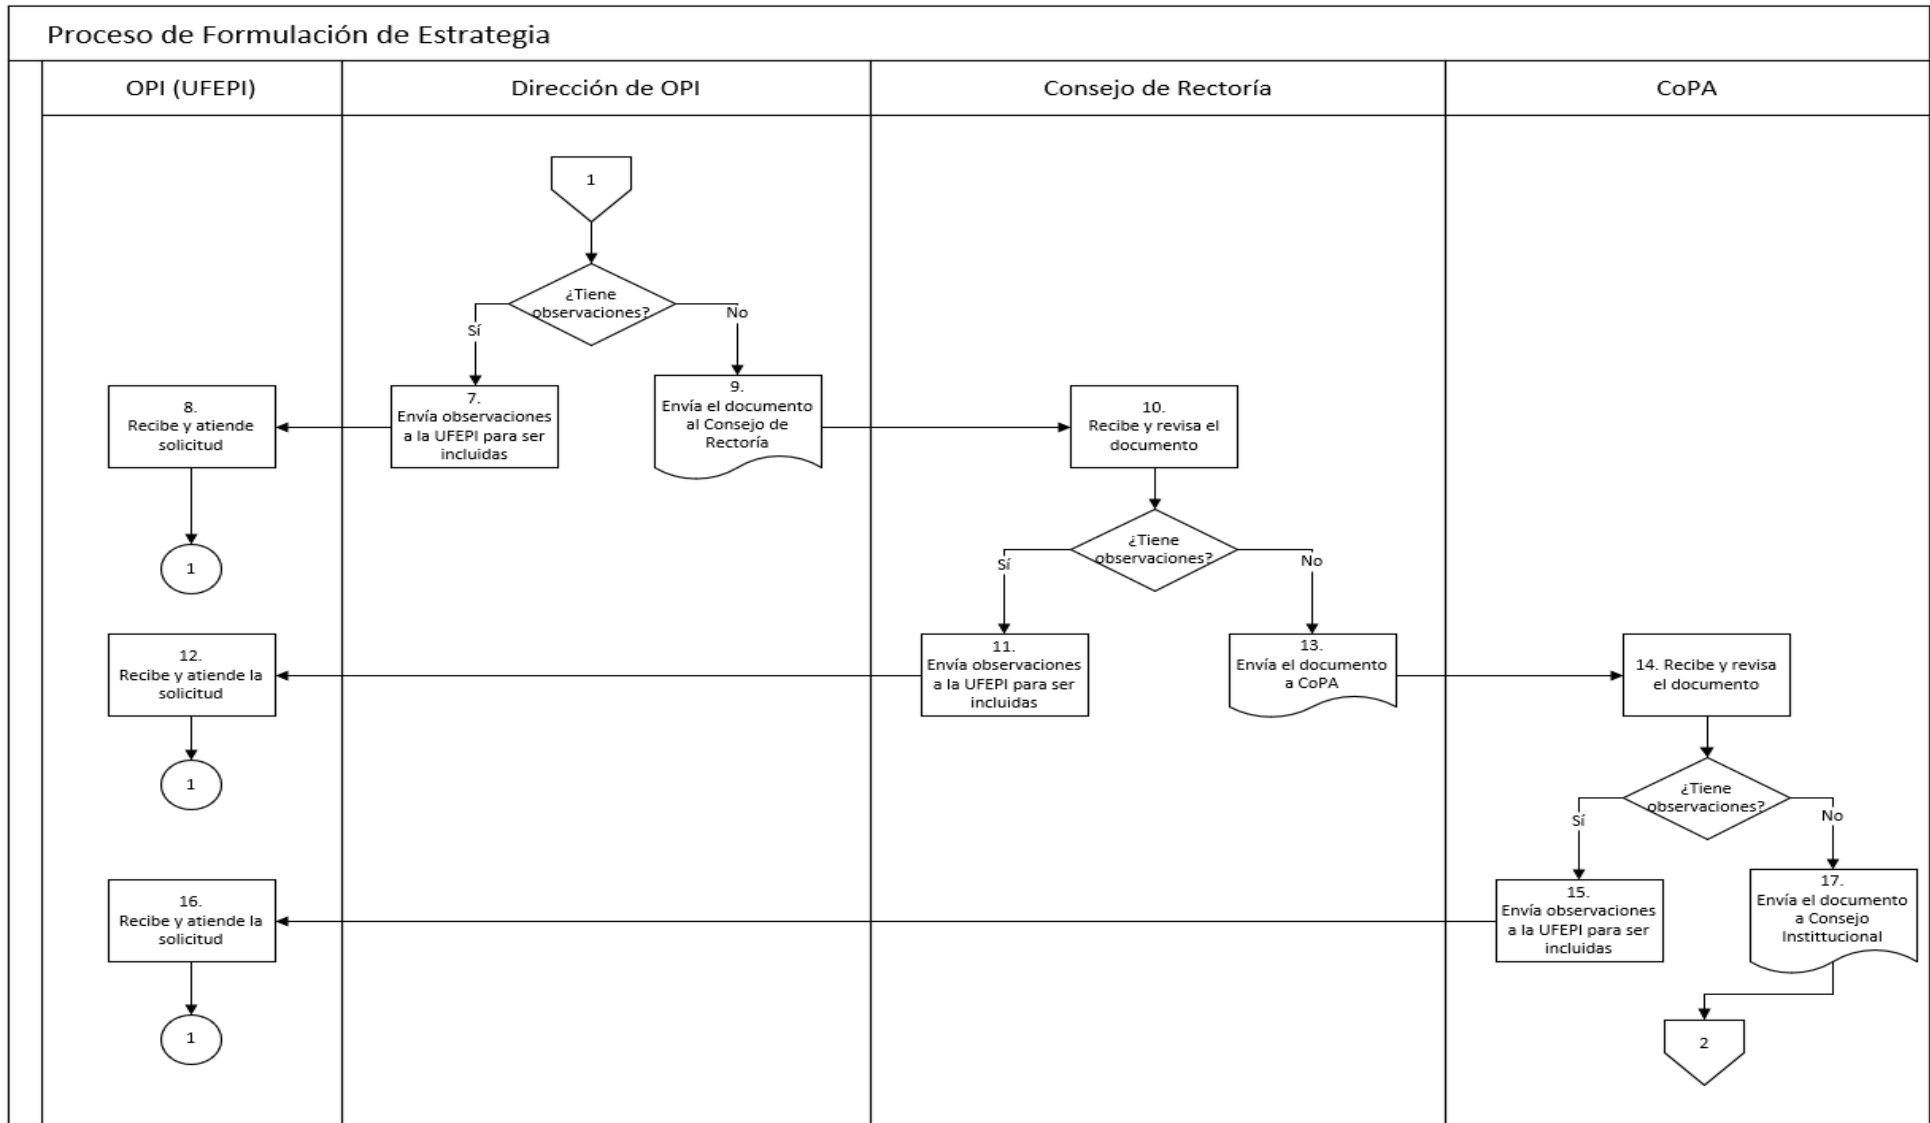 Proceso de Formulación de Estrategia
OPI (UFEPI)
Dirección de OPI
Consejo de Rectoría
CoPA
1
¿Tiene
observaciones?
Sí
No
8.
Recibe y atiende
solicitud
7.
Envía observaciones
a la UFEPI para ser
incluidas
9.
Envía el documento
al Consejo de
Rectoría
10.
Recibe y revisa el
documento
1
¿Tiene
observaciones?
Sí
No
12.
Recibe y atiende la
solicitud
11.
Envía observaciones
a la UFEPI para ser
incluidas
13.
Envía el documento
a CoPA
14. Recibe y revisa
el documento
1
¿Tiene
observaciones?
Sí
No
16.
Recibe y atiende la
solicitud
15.
Envía observaciones
a la UFEPI para ser
incluidas
17.
Envía el documento
a Consejo
Instittucional
1
2